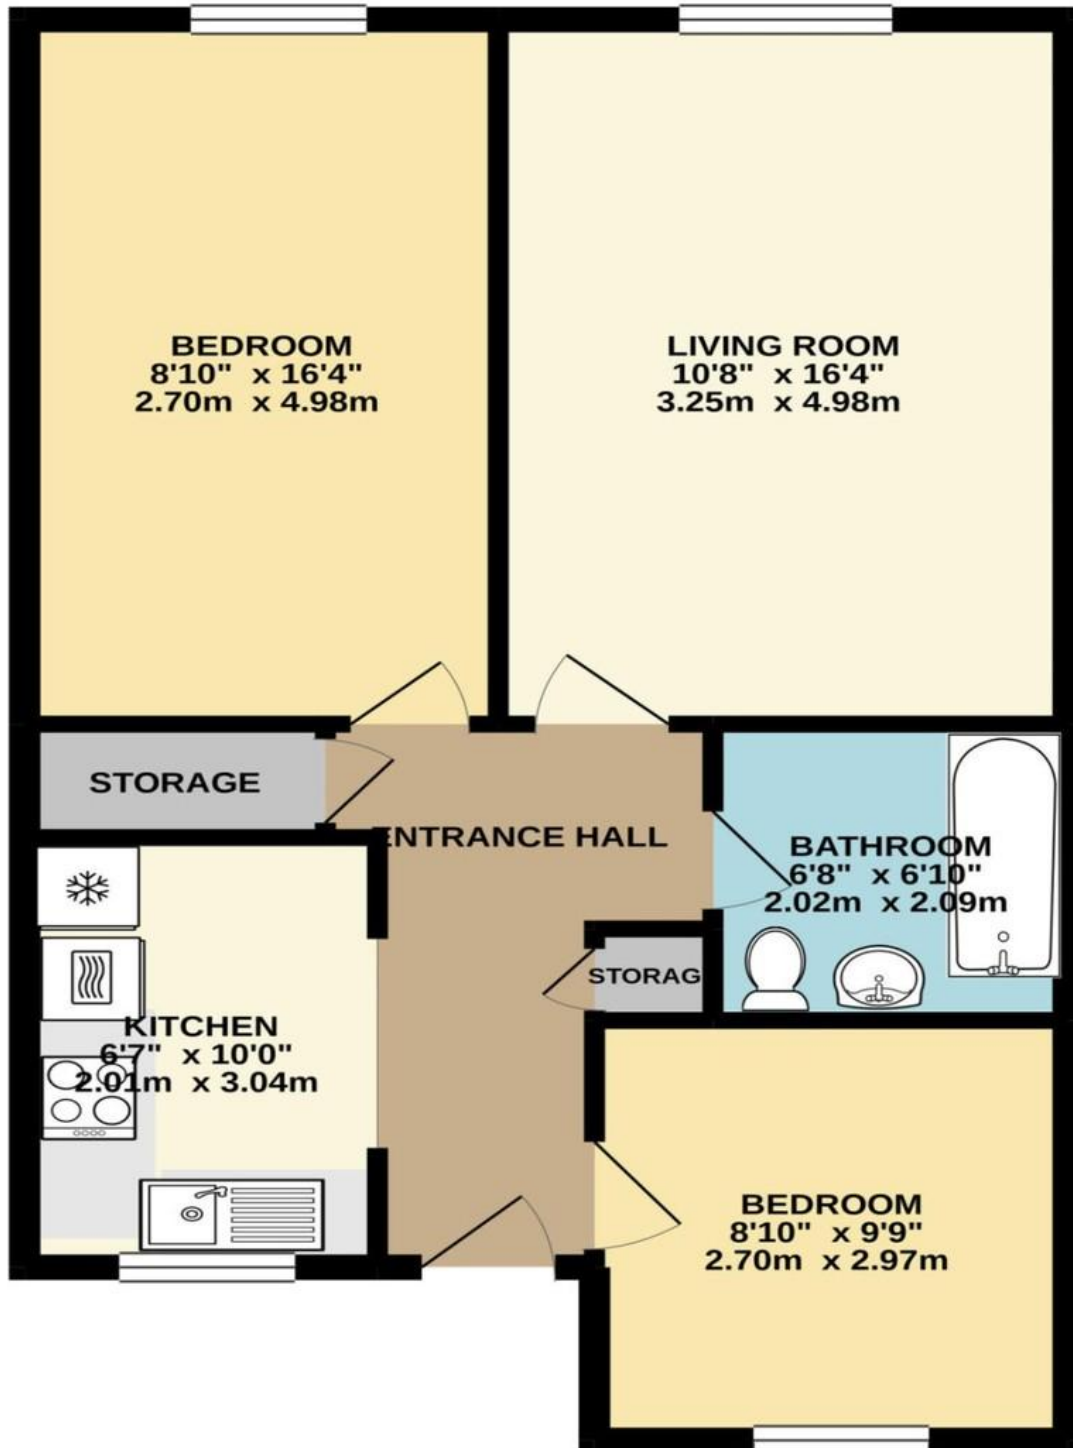 BEDROOM
8'10" x 16'4"
2.70m x 4.98m
LIVING ROOM
10'8" x 16'4"
3.25m x 4.98m
STORAGE
ENTRANCE HALL
BATHROOM
6'8" x 6'10"
2.02m x 2.09m
STORAG
KITCHEN
6'7" x 10'0"
2.01m x 3.04m
BEDROOM
8'10" x 9'9"
2.70m x 2.97m